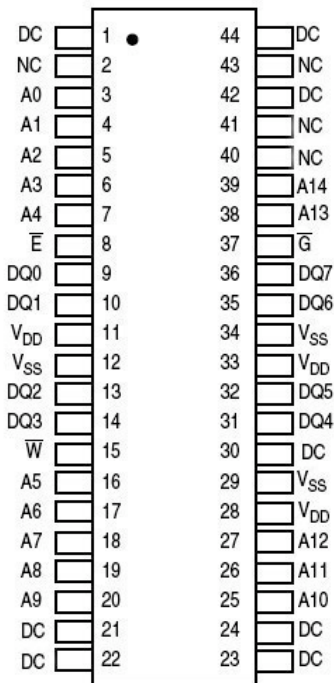 DC 1 44 DC
NC 2 43 NC
A0 3 42 DC
A1 4 41 NC
A2 5 40 NC
A3 6 39 A14
A4 7 38 A13
E̅ 8 37 G̅
DQ0 9 36 DQ7
DQ1 10 35 DQ6
VDD 11 34 VSS
VSS 12 33 VDD
DQ2 13 32 DQ5
DQ3 14 31 DQ4
W̅ 15 30 DC
A5 16 29 VSS
A6 17 28 VDD
A7 18 27 A12
A8 19 26 A11
A9 20 25 A10
DC 21 24 DC
DC 22 23 DC